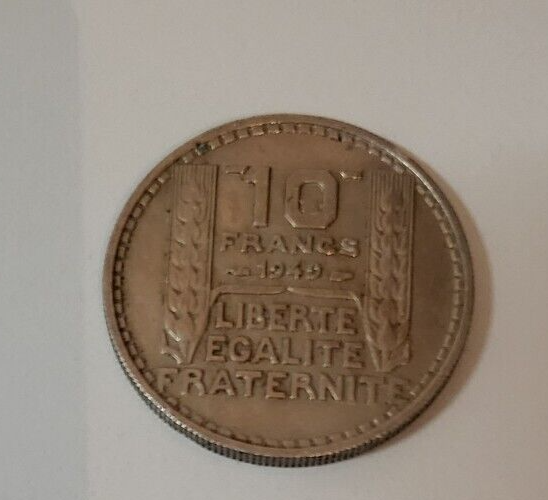 10
FRANCS
1949
LIBERTE
EGALITE
FRATERNITE